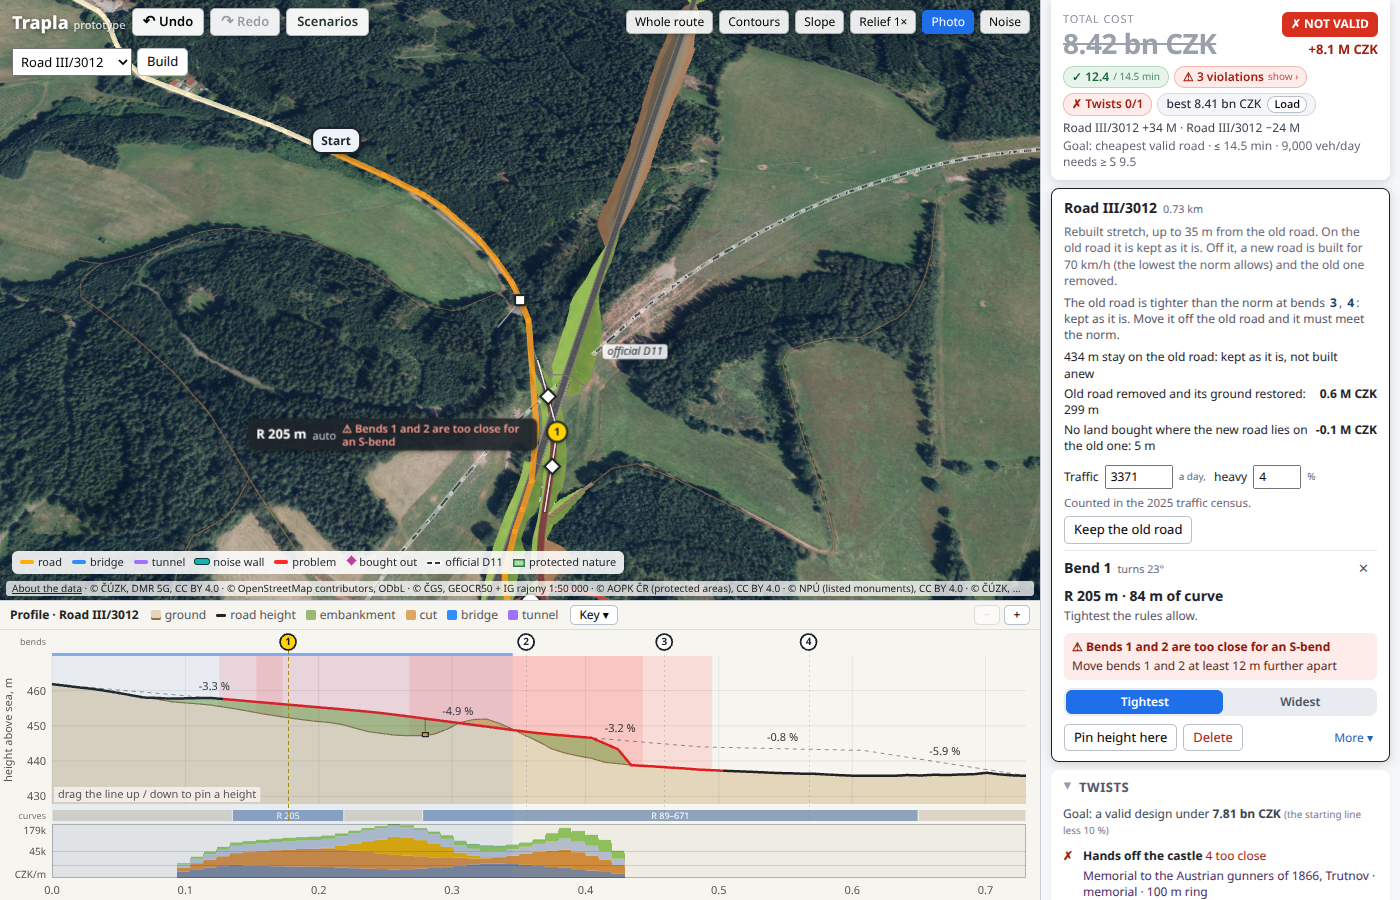 Trapla prototype
↶ Undo
↷ Redo
Scenarios
Whole route
Contours
Slope
Relief 1×
Photo
Noise
Road III/3012
Build
Start
official D11
R 205 m auto ⚠ Bends 1 and 2 are too close for
an S-bend
1
road
bridge
tunnel
noise wall
problem
bought out
official D11
protected nature
About the data · © ČÚZK, DMR 5G, CC BY 4.0 · © OpenStreetMap contributors, ODbL · © ČGS, GEOCR50 + IG rajony 1:50 000 · © AOPK ČR (protected areas), CC BY 4.0 · © NPÚ (listed monuments), CC BY 4.0 · © ČÚZK, ...
Profile · Road III/3012
ground
road height
embankment
cut
bridge
tunnel
Key ▾
−
+
bends
1
2
3
4
height above sea, m
460
450
440
430
-3.3 %
-4.9 %
-3.2 %
-0.8 %
-5.9 %
drag the line up / down to pin a height
curves
R 205
R 89–671
179k
45k
CZK/m
0.0
0.1
0.2
0.3
0.4
0.5
0.6
0.7
TOTAL COST
✗ NOT VALID
8.42 bn CZK
+8.1 M CZK
✓ 12.4 / 14.5 min
⚠ 3 violations show ›
✗ Twists 0/1
best 8.41 bn CZK Load
Road III/3012 +34 M · Road III/3012 −24 M
Goal: cheapest valid road · ≤ 14.5 min · 9,000 veh/day
needs ≥ S 9.5
Road III/3012 0.73 km
Rebuilt stretch, up to 35 m from the old road. On the
old road it is kept as it is. Off it, a new road is built for
70 km/h (the lowest the norm allows) and the old one
removed.
The old road is tighter than the norm at bends 3, 4:
kept as it is. Move it off the old road and it must meet
the norm.
434 m stay on the old road: kept as it is, not built
anew
Old road removed and its ground restored: 0.6 M CZK
299 m
No land bought where the new road lies on -0.1 M CZK
the old one: 5 m
Traffic 3371 a day, heavy 4 %
Counted in the 2025 traffic census.
Keep the old road
Bend 1 turns 23°
✕
R 205 m · 84 m of curve
Tightest the rules allow.
⚠ Bends 1 and 2 are too close for an S-bend
Move bends 1 and 2 at least 12 m further apart
Tightest
Widest
Pin height here
Delete
More ▾
▼ TWISTS
Goal: a valid design under 7.81 bn CZK (the starting line
less 10 %)
✗ Hands off the castle 4 too close
Memorial to the Austrian gunners of 1866, Trutnov ·
memorial · 100 m ring